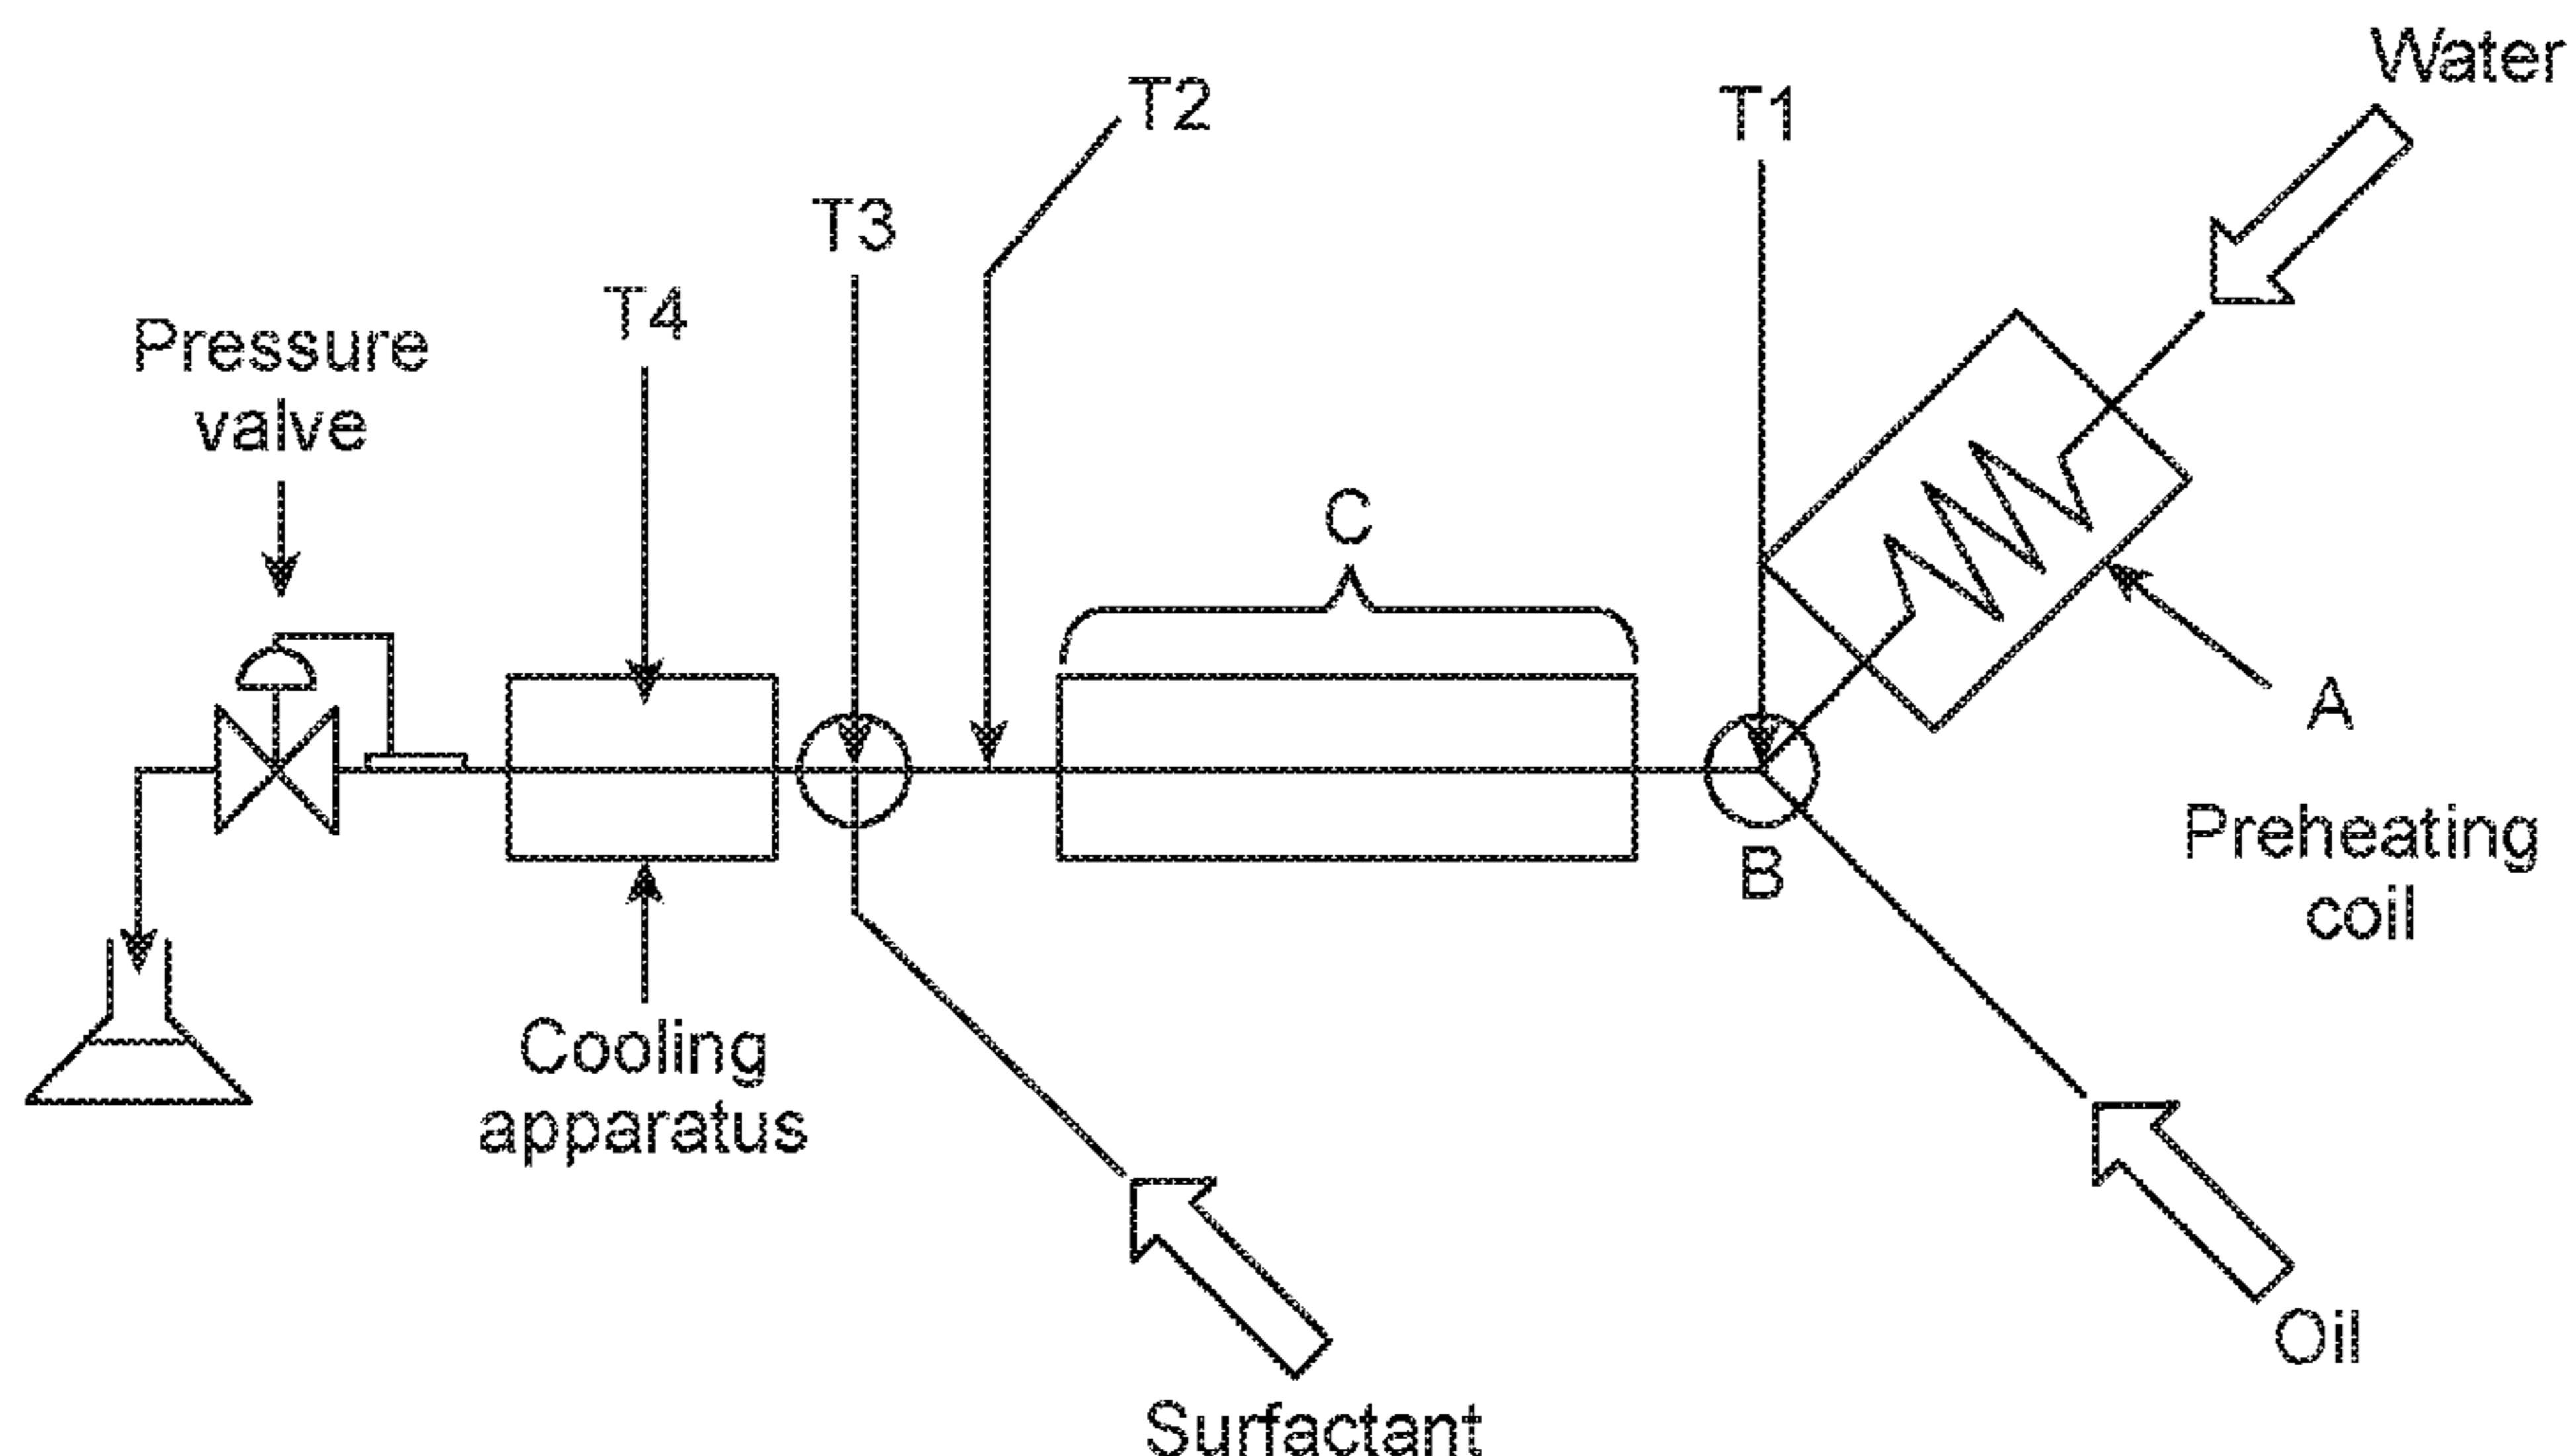 Water
T2
T1
T3
T4
Pressure
valve
C
A
Preheating
coil
B
Cooling
apparatus
Oil
Surfactant